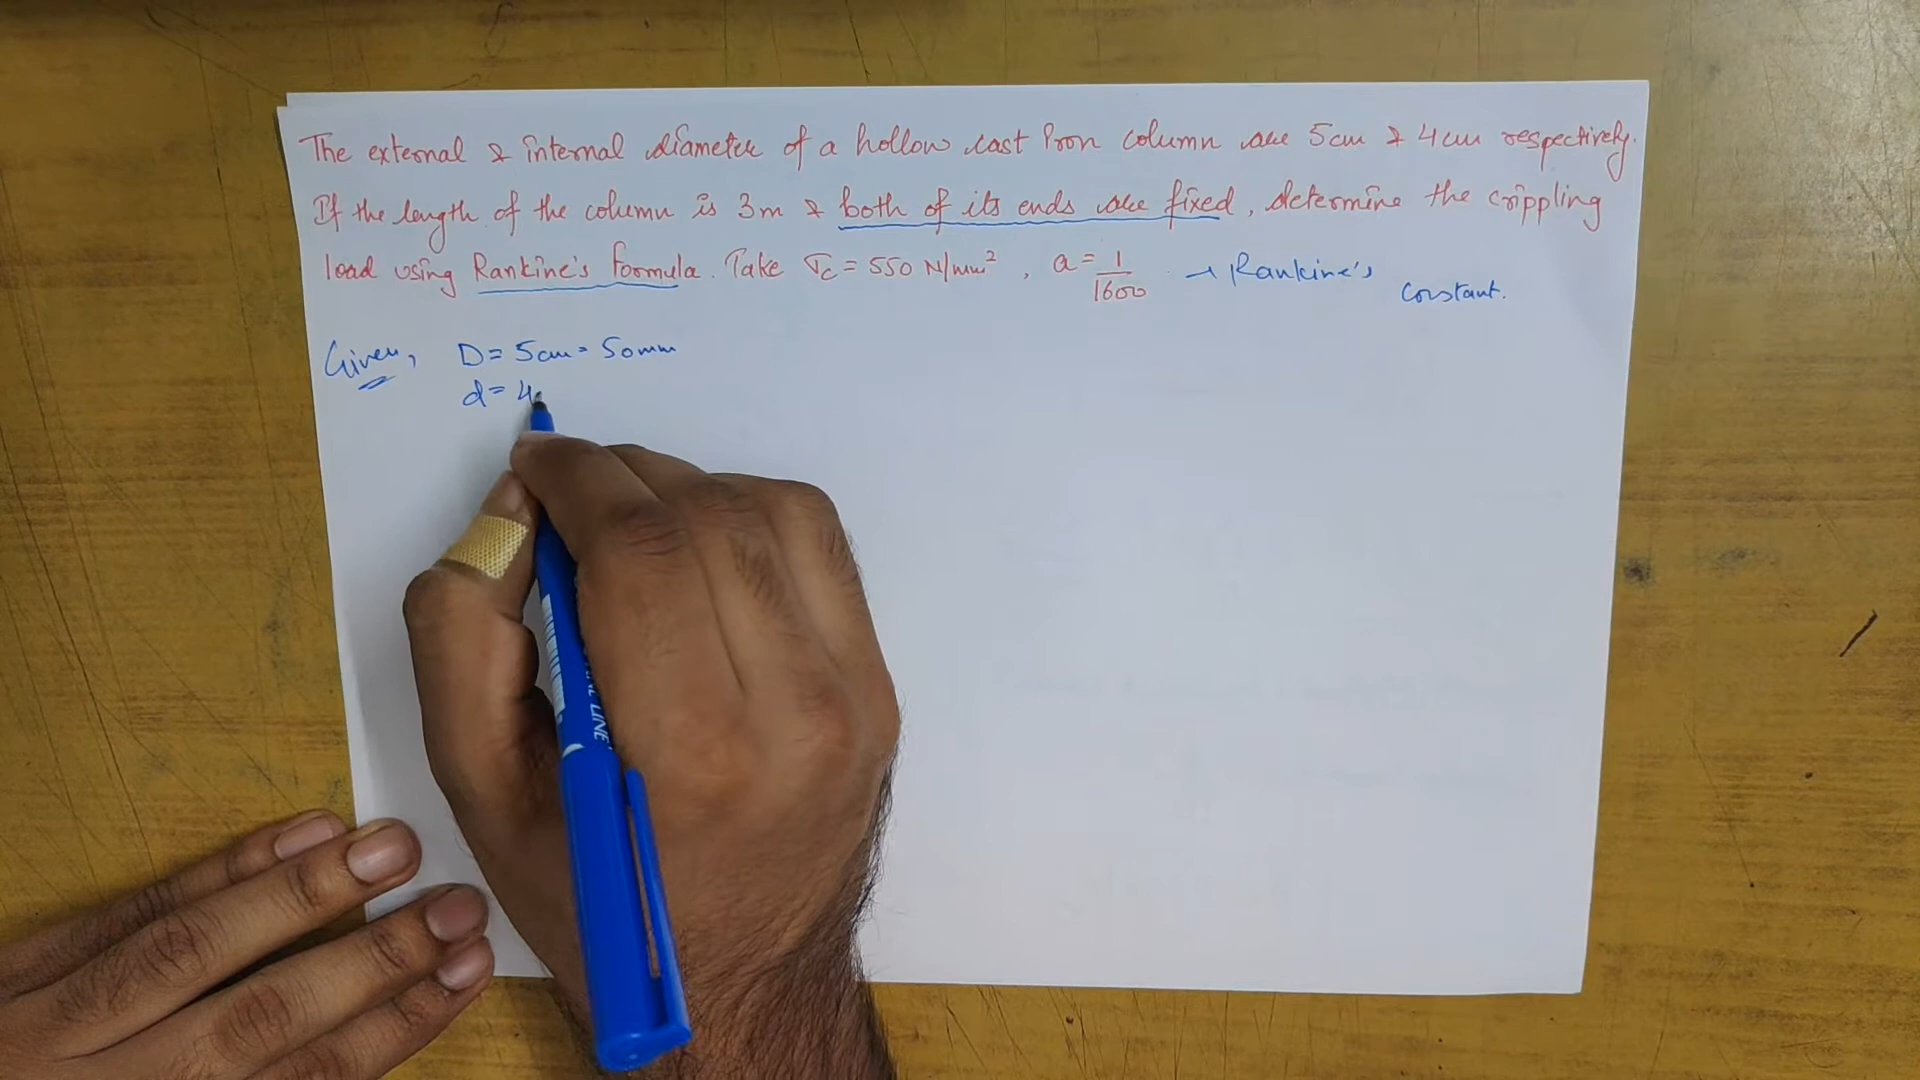 The external & internal diameter of a hollow cast iron column are 5cm & 4cm respectively.
If the length of the column is 3m & both of its ends are fixed, determine the crippling
load using Rankine's formula. Take σc = 550 N/mm², a = 1/1600 → Rankine's
constant.
Given, D = 5cm = 50mm
d = 4
LINE